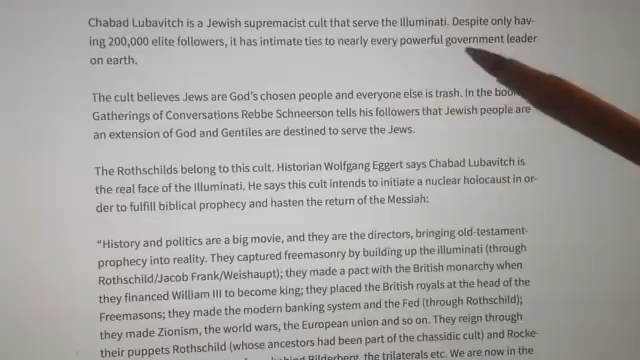 Chabad Lubavitch is a Jewish supremacist cult that serve the Illuminati. Despite only hav-
ing 200,000 elite followers, it has intimate ties to nearly every powerful government leader
on earth.
The cult believes Jews are God's chosen people and everyone else is trash. In the book
Gatherings of Conversations Rebbe Schneerson tells his followers that Jewish people are
an extension of God and Gentiles are destined to serve the Jews.
The Rothschilds belong to this cult. Historian Wolfgang Eggert says Chabad Lubavitch is
the real face of the Illuminati. He says this cult intends to initiate a nuclear holocaust in or-
der to fulfill biblical prophecy and hasten the return of the Messiah:
"History and politics are a big movie, and they are the directors, bringing old-testament-
prophecy into reality. They captured freemasonry by building up the illuminati (through
Rothschild/Jacob Frank/Weishaupt); they made a pact with the British monarchy when
they financed William III to become king; they placed the British royals at the head of the
Freemasons; they made the modern banking system and the Fed (through Rothschild);
they made Zionism, the world wars, the European union and so on. They reign through
their puppets Rothschild (whose ancestors had been part of the chassidic cult) and Rocke-
behind Bilderberg, the trilaterals etc. We are now in the